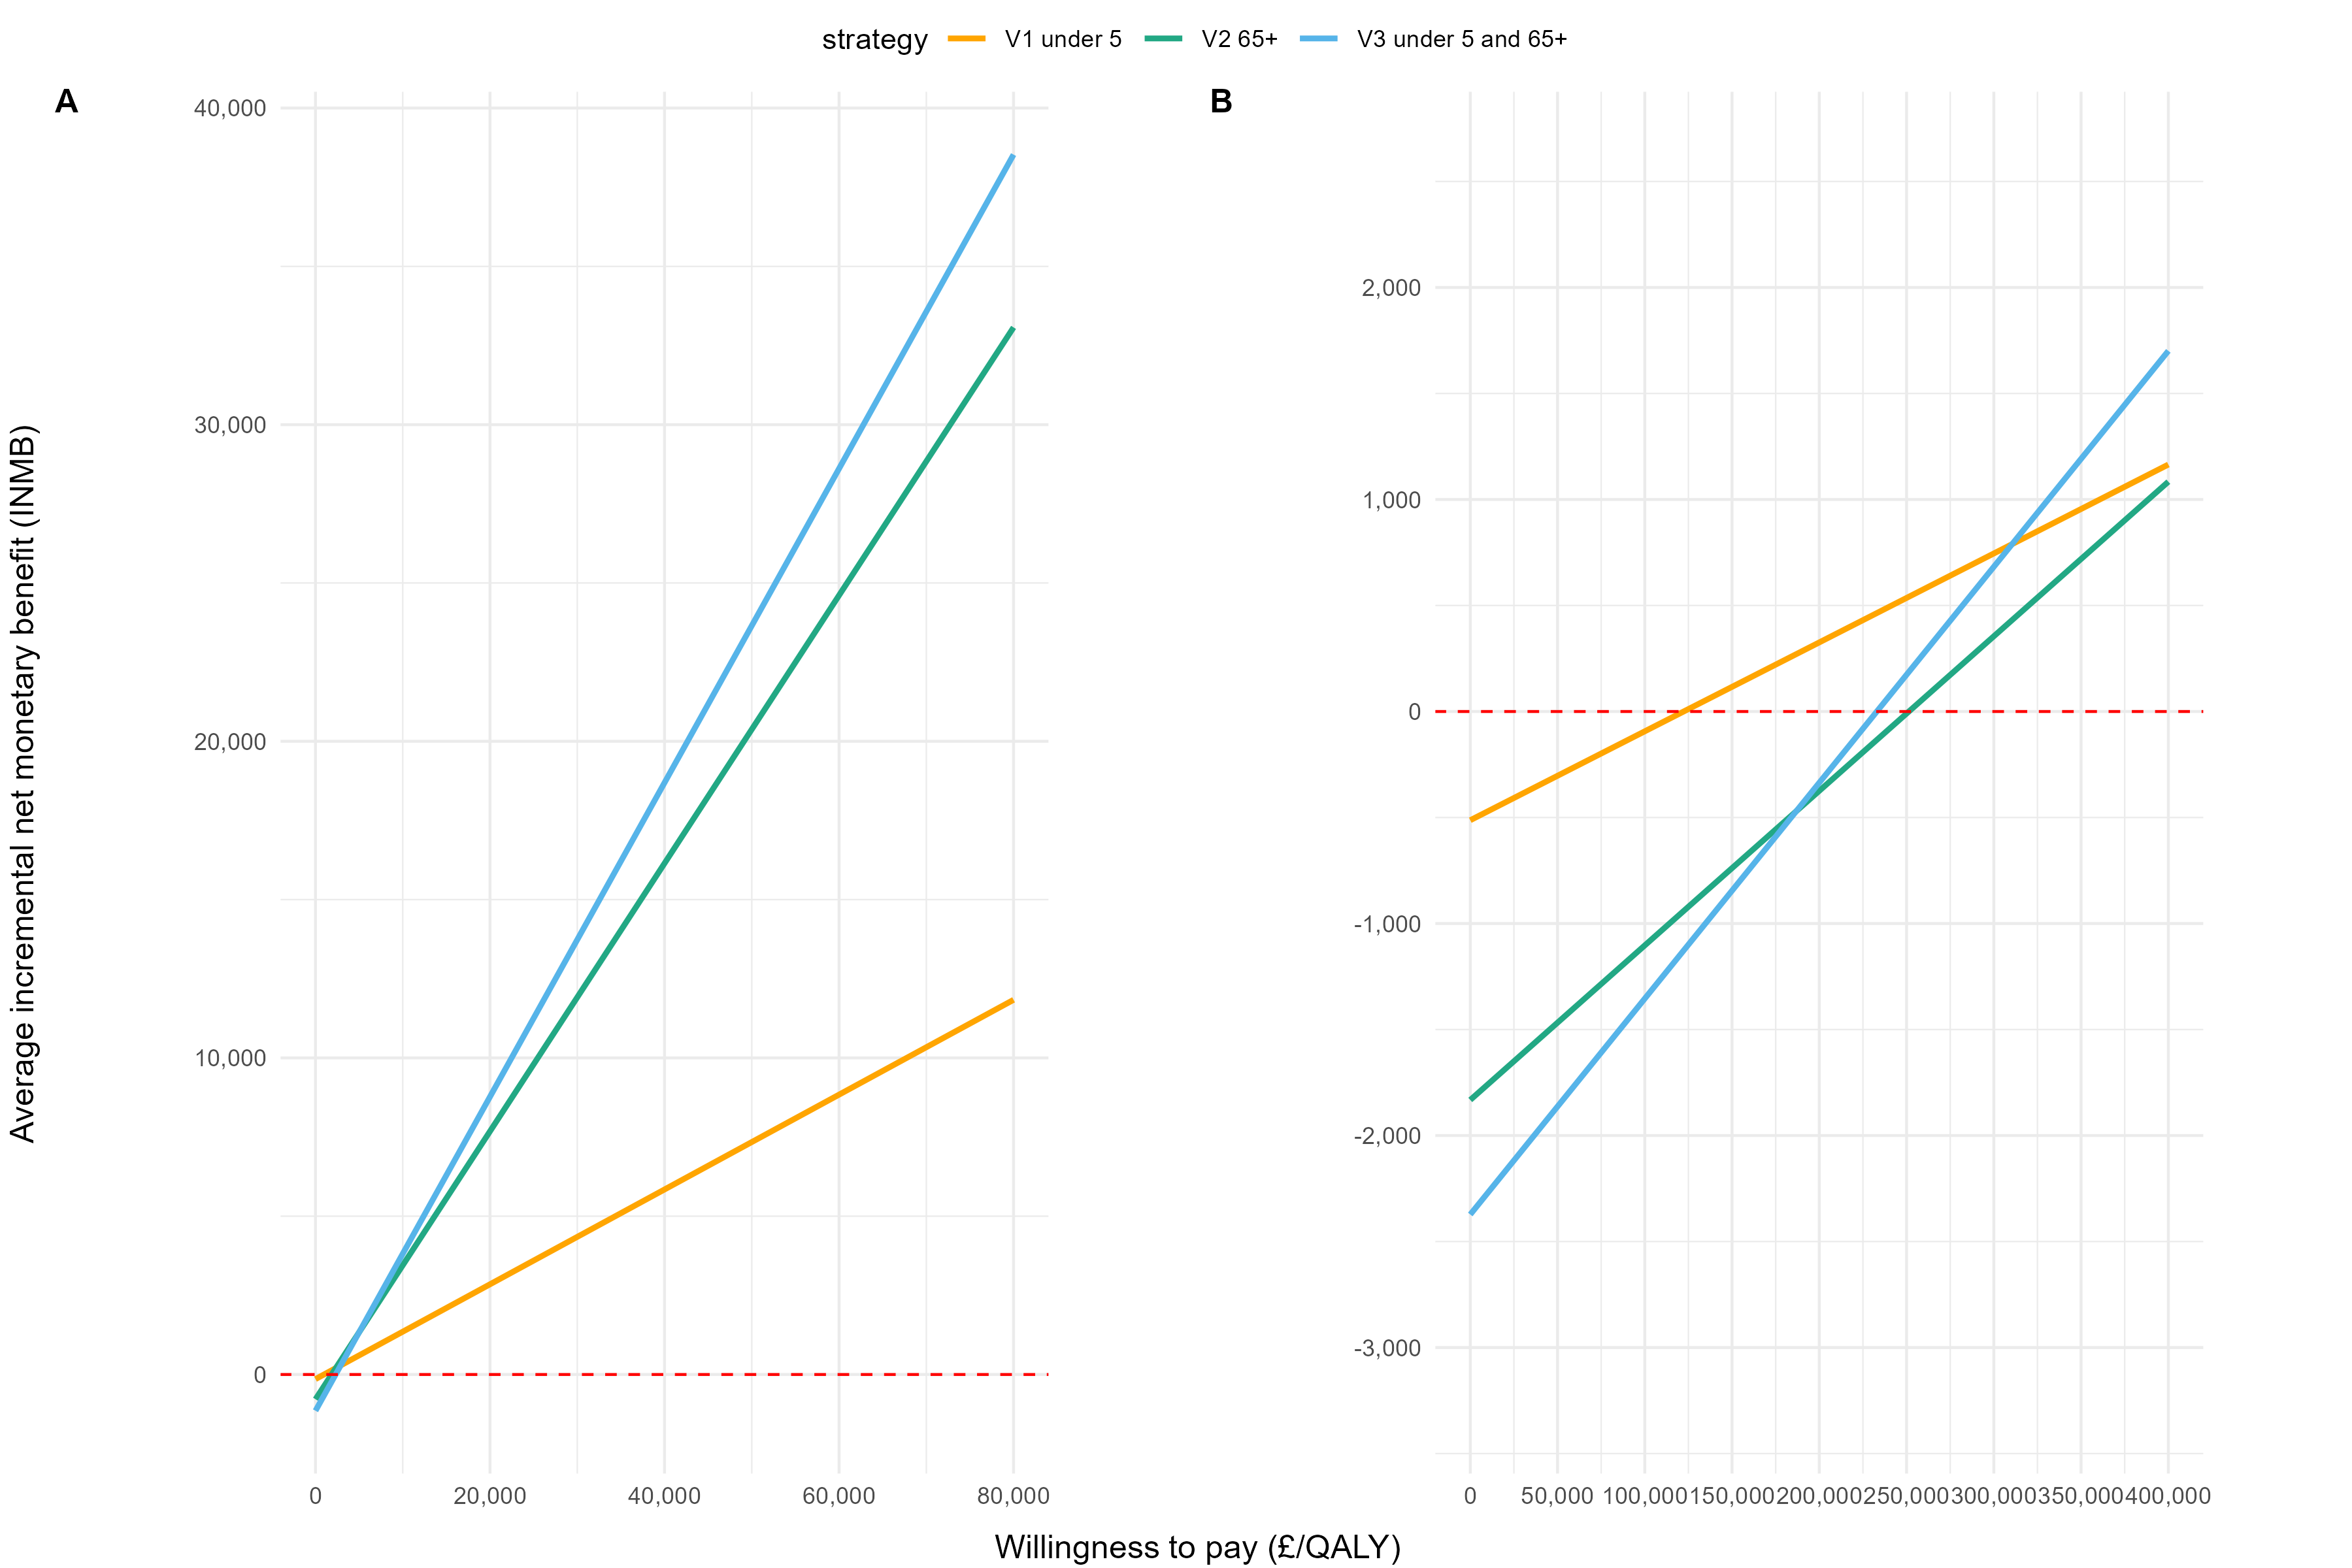 strategy V1 under 5 V2 65+ V3 under 5 and 65+
A
B
Average incremental net monetary benefit (INMB)
40,000
30,000
20,000
10,000
0
0 20,000 40,000 60,000 80,000
2,000
1,000
0
-1,000
-2,000
-3,000
0 50,000 100,000 150,000 200,000 250,000 300,000 350,000 400,000
Willingness to pay (£/QALY)